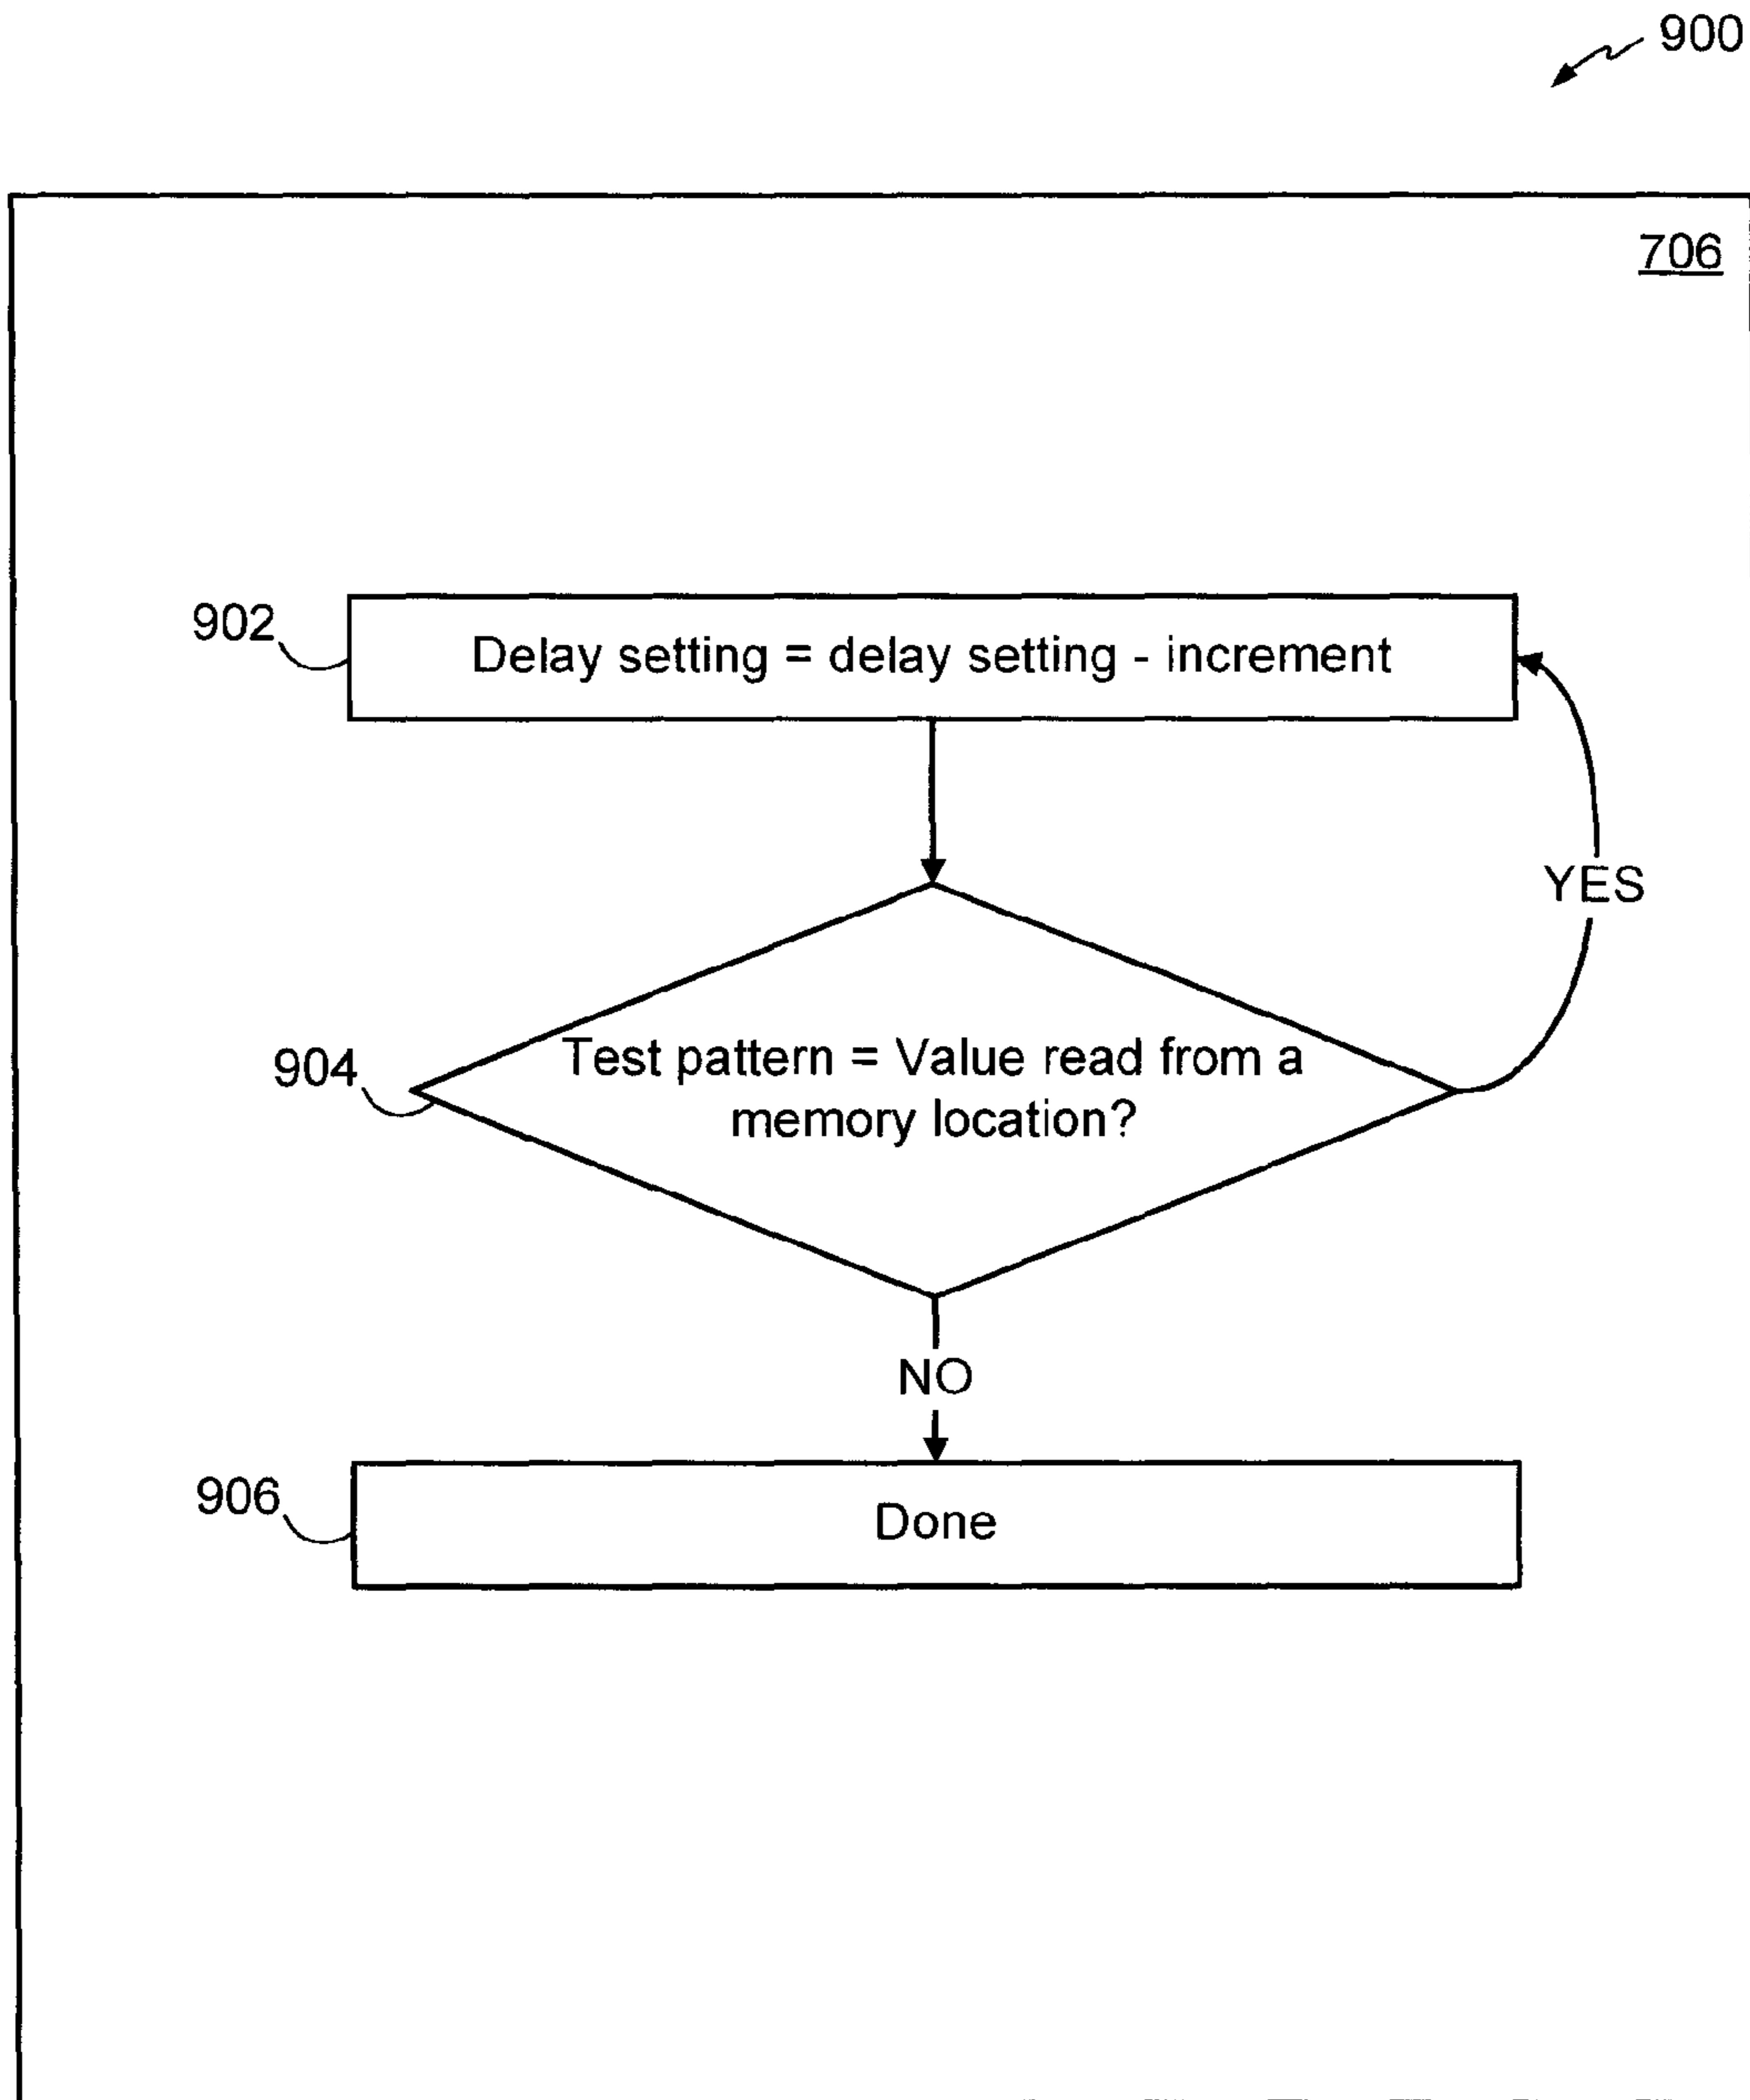 900
706
902
Delay setting = delay setting - increment
YES
904
Test pattern = Value read from a
memory location?
NO
906
Done